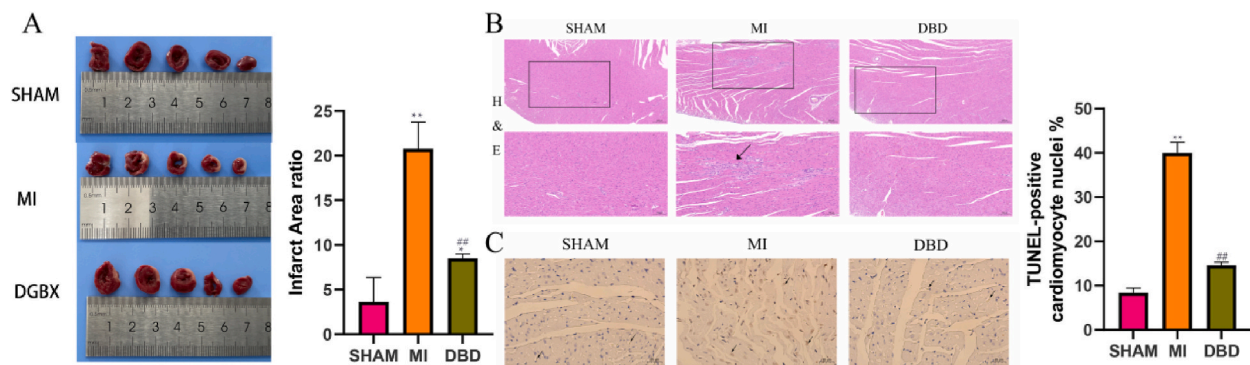 A
SHAM
1 2 3 4 5 6 7 8
MI
1 2 3 4 5 6 7 8
DGBX
1 2 3 4 5 6 7 8
Infarct Area ratio
25
20
15
10
5
0
**
##
*
SHAM MI DBD
B
SHAM MI DBD
H
&
E
C
SHAM MI DBD
TUNEL-positive
cardiomyocyte nuclei %
50
40
30
20
10
0
**
##
SHAM MI DBD